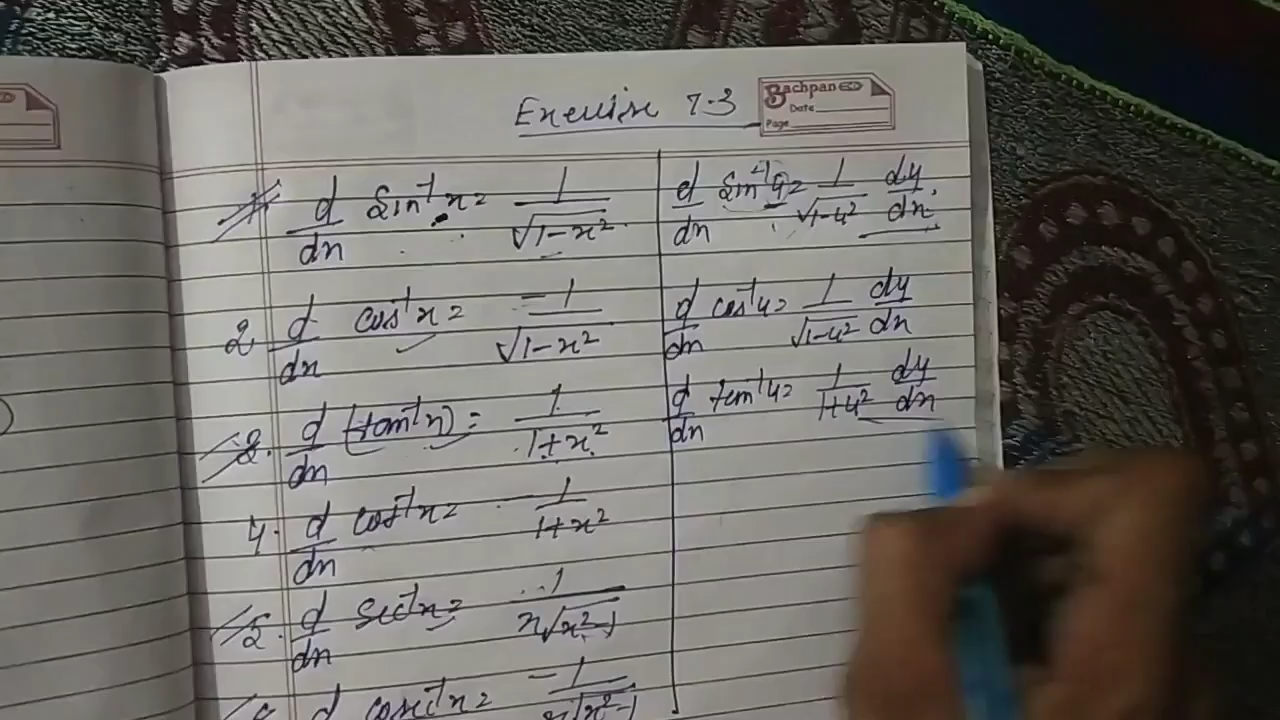 Exercise 7.3
Bachpan
Date
Page
1. d/dx Sin⁻¹x = 1/√1-x²
d/dx Sin⁻¹y = 1/√1-y² dy/dx
2. d/dx cos⁻¹x = -1/√1-x²
d/dx cos⁻¹y = 1/√1-y² dy/dx
3. d/dx (tan⁻¹x) = 1/1+x²
d/dx tan⁻¹y = 1/1+y² dy/dx
4. d/dx cot⁻¹x = -1/1+x²
5. d/dx sec⁻¹x = 1/x√x²-1
d cosec⁻¹x = -1/x√x²-1